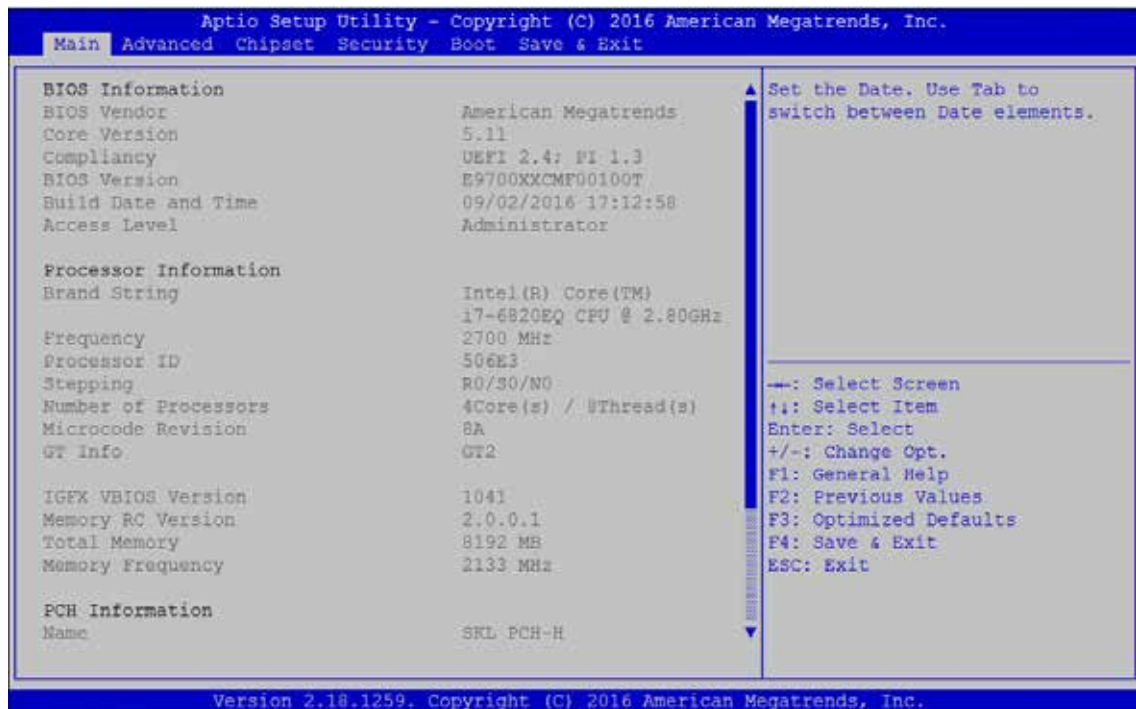 Aptio Setup Utility - Copyright (C) 2016 American Megatrends, Inc.
Main Advanced Chipset Security Boot Save & Exit
BIOS Information
BIOS Vendor American Megatrends
Core Version 5.11
Compliancy UEFI 2.4; PI 1.3
BIOS Version E9700XXCMF00100T
Build Date and Time 09/02/2016 17:12:58
Access Level Administrator
Processor Information
Brand String Intel(R) Core(TM)
i7-6820EQ CPU @ 2.80GHz
Frequency 2700 MHz
Processor ID 506E3
Stepping R0/S0/N0
Number of Processors 4Core(s) / 8Thread(s)
Microcode Revision 8A
GT Info GT2
IGFX VBIOS Version 1041
Memory RC Version 2.0.0.1
Total Memory 8192 MB
Memory Frequency 2133 MHz
PCH Information
Name SKL PCH-H
Set the Date. Use Tab to
switch between Date elements.
→←: Select Screen
↑↓: Select Item
Enter: Select
+/-: Change Opt.
F1: General Help
F2: Previous Values
F3: Optimized Defaults
F4: Save & Exit
ESC: Exit
Version 2.18.1259. Copyright (C) 2016 American Megatrends, Inc.